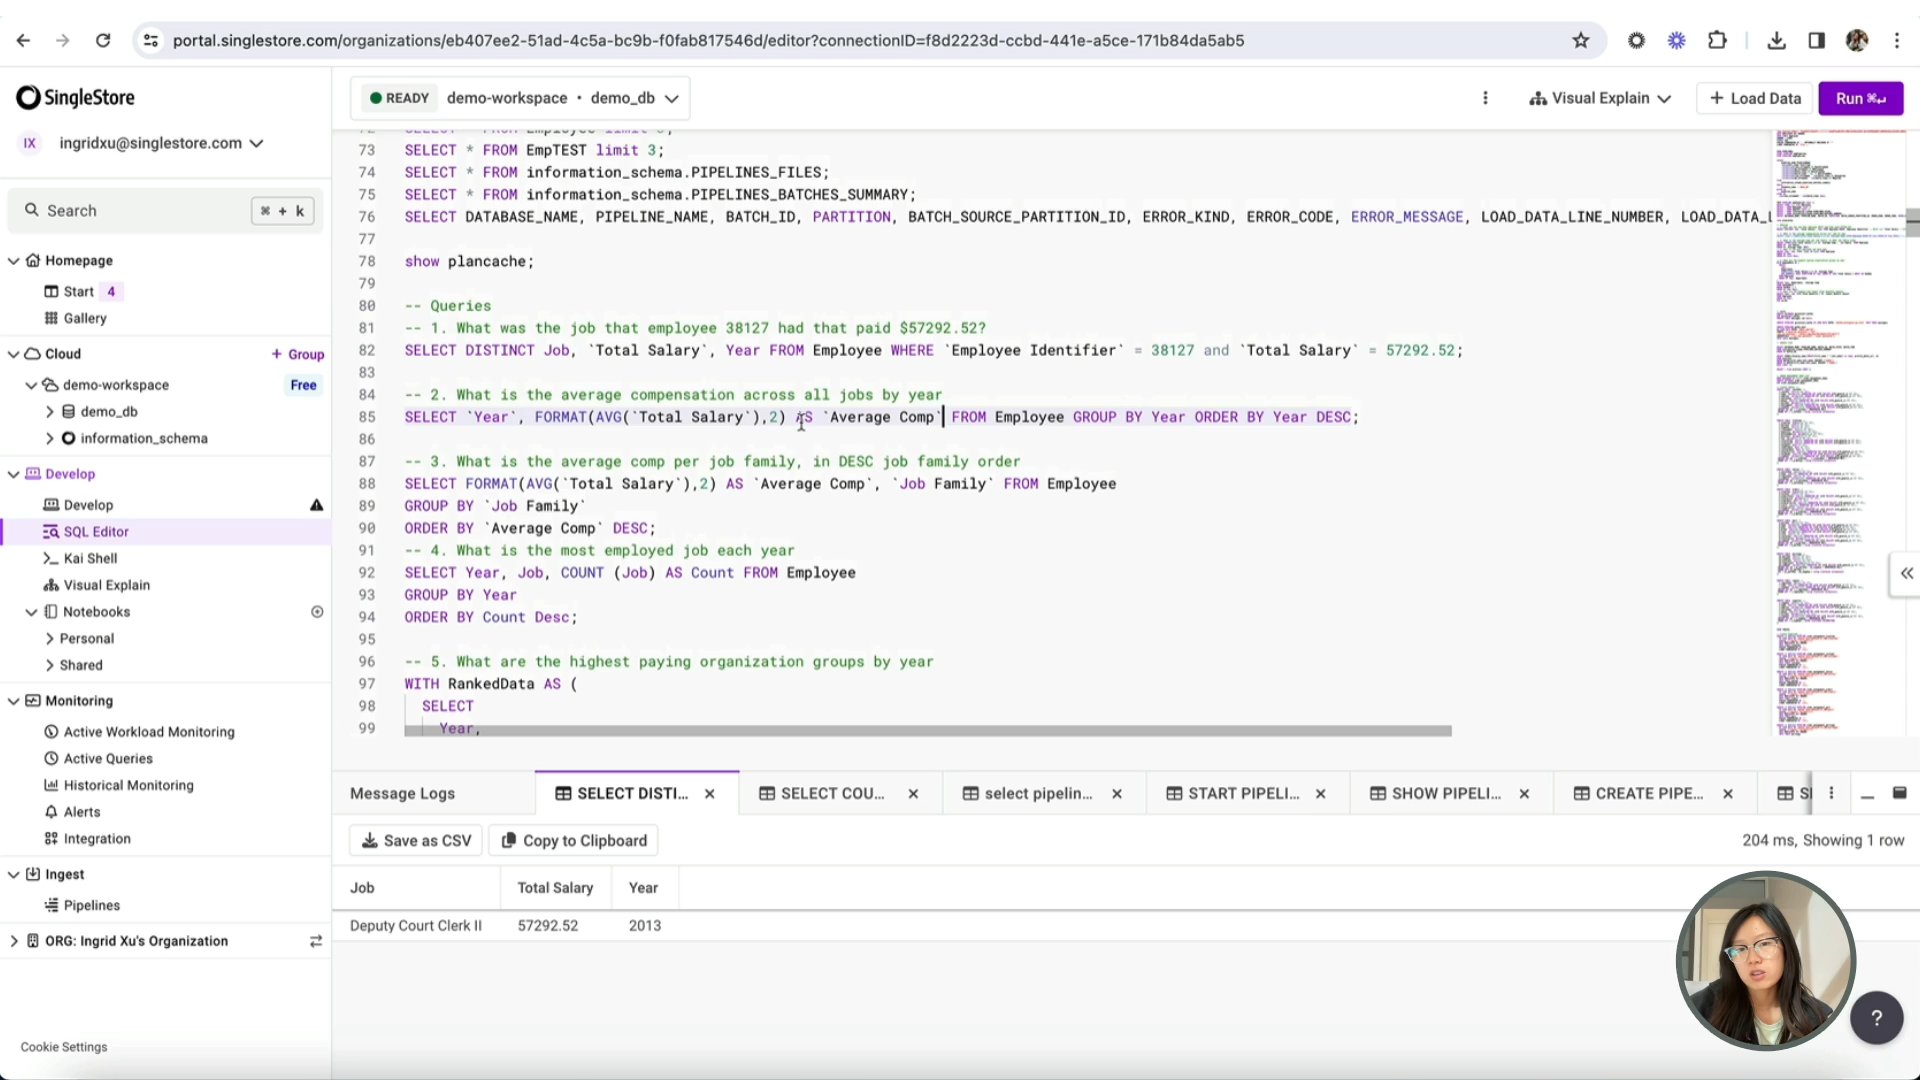 portal.singlestore.com/organizations/eb407ee2-51ad-4c5a-bc9b-f0fab817546d/editor?connectionID=f8d2223d-ccbd-441e-a5ce-171b84da5ab5
SingleStore
IX ingridxu@singlestore.com
Search ⌘ + k
Homepage
Start 4
Gallery
Cloud + Group
demo-workspace Free
demo_db
information_schema
Develop
Develop
SQL Editor
Kai Shell
Visual Explain
Notebooks
Personal
Shared
Monitoring
Active Workload Monitoring
Active Queries
Historical Monitoring
Alerts
Integration
Ingest
Pipelines
ORG: Ingrid Xu's Organization
Cookie Settings
READY demo-workspace • demo_db
Visual Explain
+ Load Data
Run ⌘↵
73 SELECT * FROM EmpTEST limit 3;
74 SELECT * FROM information_schema.PIPELINES_FILES;
75 SELECT * FROM information_schema.PIPELINES_BATCHES_SUMMARY;
76 SELECT DATABASE_NAME, PIPELINE_NAME, BATCH_ID, PARTITION, BATCH_SOURCE_PARTITION_ID, ERROR_KIND, ERROR_CODE, ERROR_MESSAGE, LOAD_DATA_LINE_NUMBER, LOAD_DATA_L
77
78 show plancache;
79
80 -- Queries
81 -- 1. What was the job that employee 38127 had that paid $57292.52?
82 SELECT DISTINCT Job, `Total Salary`, Year FROM Employee WHERE `Employee Identifier` = 38127 and `Total Salary` = 57292.52;
83
84 -- 2. What is the average compensation across all jobs by year
85 SELECT `Year`, FORMAT(AVG(`Total Salary`),2) AS `Average Comp` FROM Employee GROUP BY Year ORDER BY Year DESC;
86
87 -- 3. What is the average comp per job family, in DESC job family order
88 SELECT FORMAT(AVG(`Total Salary`),2) AS `Average Comp`, `Job Family` FROM Employee
89 GROUP BY `Job Family`
90 ORDER BY `Average Comp` DESC;
91 -- 4. What is the most employed job each year
92 SELECT Year, Job, COUNT (Job) AS Count FROM Employee
93 GROUP BY Year
94 ORDER BY Count Desc;
95
96 -- 5. What are the highest paying organization groups by year
97 WITH RankedData AS (
98 SELECT
99 Year,
Message Logs
SELECT DISTI...
SELECT COU...
select pipelin...
START PIPELI...
SHOW PIPELI...
CREATE PIPE...
Save as CSV
Copy to Clipboard
204 ms, Showing 1 row
Job Total Salary Year
Deputy Court Clerk II 57292.52 2013
?